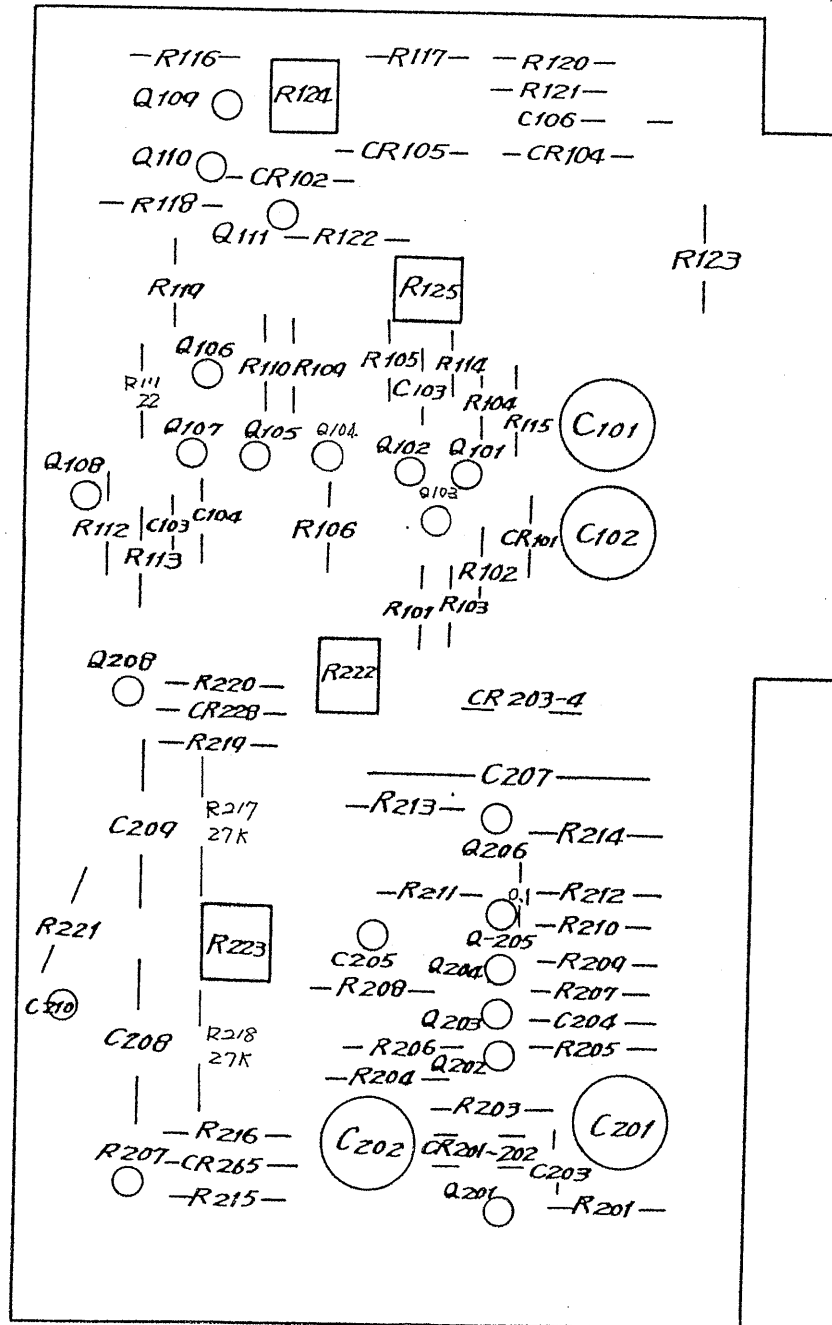 R116 R117 R120
Q109 R124 R121
C106
Q110 CR105 CR104
CR102
R118
Q111 R122
R123
R119 R125
Q106 R110 R109 R105 R114
R111 C103
22 R104
R115 C101
Q107 Q105 Q104 Q102 Q101
Q108
Q103
R112 C103 C104 R106 CR101 C102
R113 R102
R101 R103
Q208 R222
R220
CR228 CR203-4
R219
C207
R217 R213
C209 27K R214
Q206
R211 0.1 R212
R221 R210
R223 Q-205
C205 Q204 R209
R208 R207
C210 Q203 C204
C208 R218 R206 R205
27K Q202
R204
R203
R216 C202 CR201-202 C201
R207 CR265 C203
R215 Q201 R201